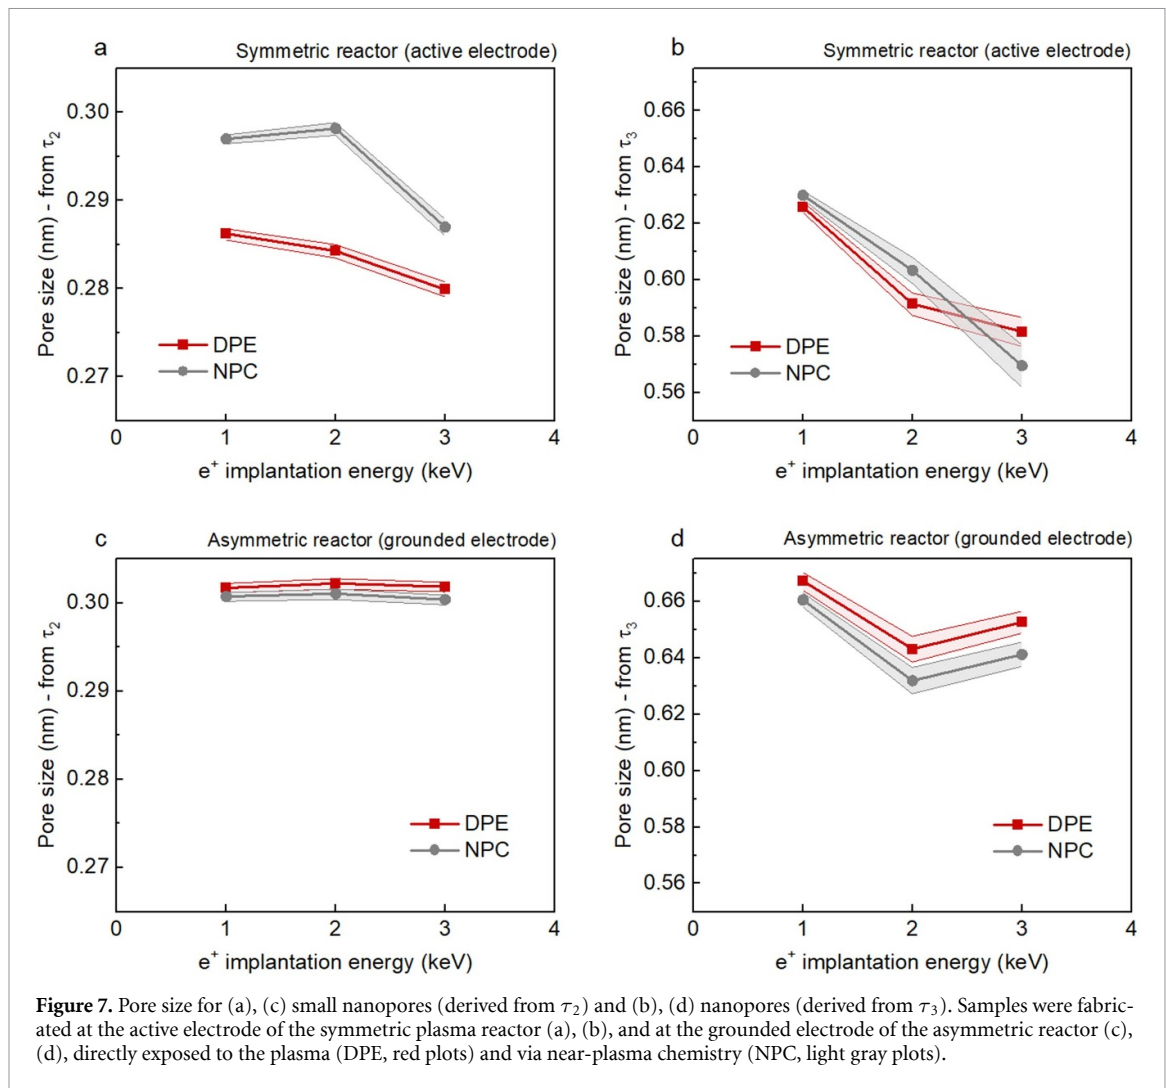 a
Symmetric reactor (active electrode)
Pore size (nm) - from τ2
0.30
0.29
0.28
0.27
DPE
NPC
0 1 2 3 4
e+ implantation energy (keV)
b
Symmetric reactor (active electrode)
Pore size (nm) - from τ3
0.66
0.64
0.62
0.60
0.58
0.56
DPE
NPC
0 1 2 3 4
e+ implantation energy (keV)
c
Asymmetric reactor (grounded electrode)
Pore size (nm) - from τ2
0.30
0.29
0.28
0.27
DPE
NPC
0 1 2 3 4
e+ implantation energy (keV)
d
Asymmetric reactor (grounded electrode)
Pore size (nm) - from τ3
0.66
0.64
0.62
0.60
0.58
0.56
DPE
NPC
0 1 2 3 4
e+ implantation energy (keV)
Figure 7. Pore size for (a), (c) small nanopores (derived from τ2) and (b), (d) nanopores (derived from τ3). Samples were fabric-
ated at the active electrode of the symmetric plasma reactor (a), (b), and at the grounded electrode of the asymmetric reactor (c),
(d), directly exposed to the plasma (DPE, red plots) and via near-plasma chemistry (NPC, light gray plots).